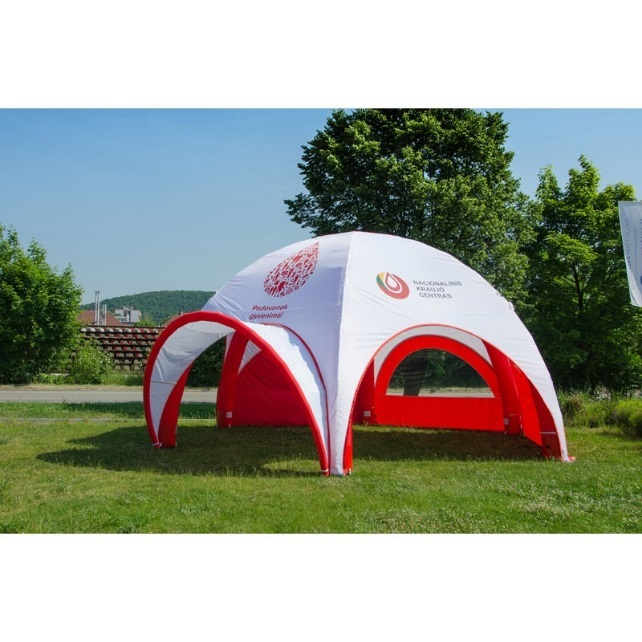 Padovanok
gyvenimą!
NACIONALINIS
KRAUJO
CENTRAS